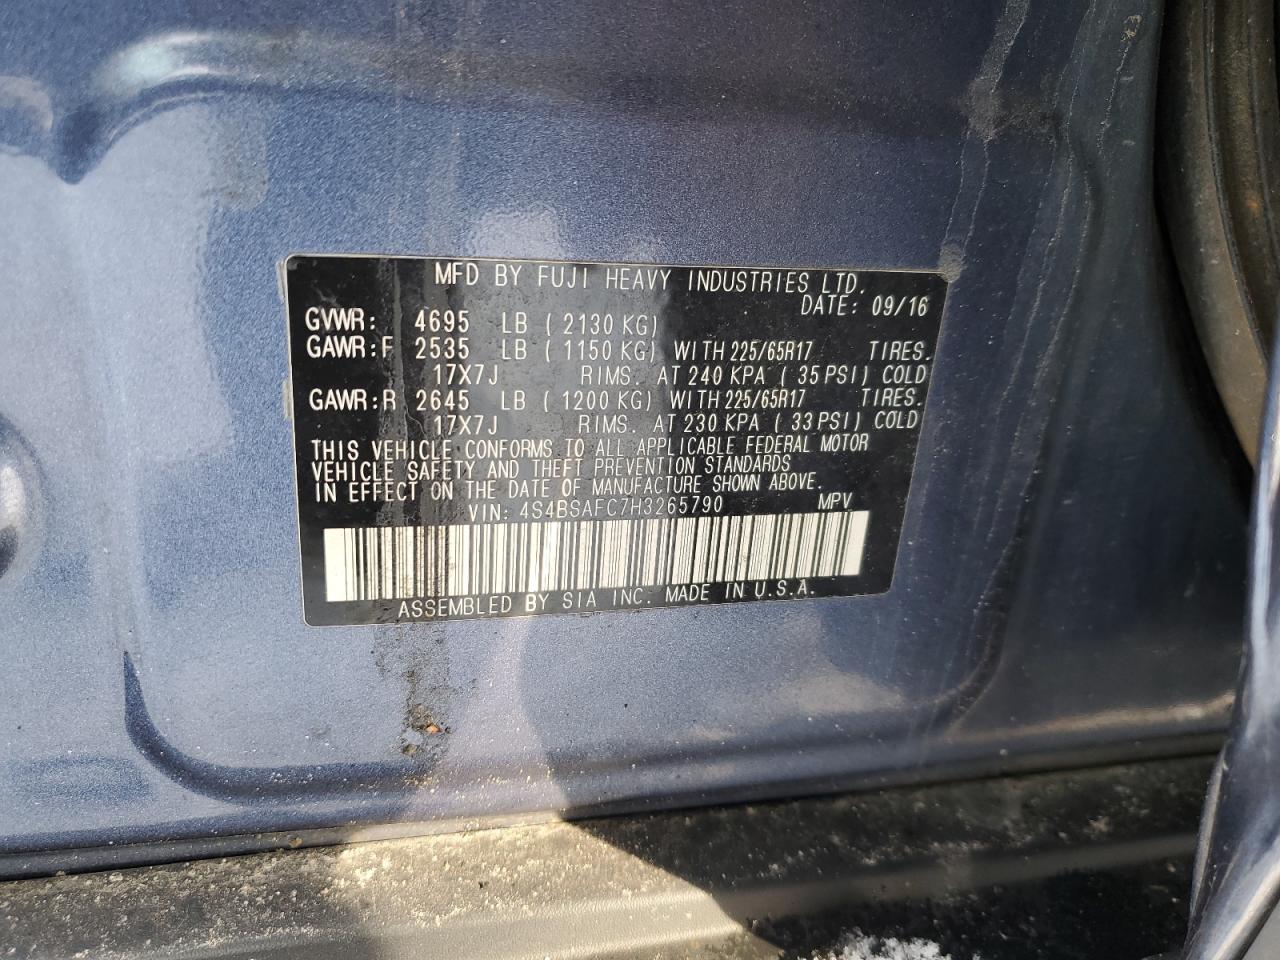 MFD BY FUJI HEAVY INDUSTRIES LTD.
DATE: 09/16
GVWR: 4695 LB ( 2130 KG)
GAWR:F 2535 LB ( 1150 KG) WITH 225/65R17 TIRES.
17X7J RIMS. AT 240 KPA ( 35 PSI) COLD
GAWR:R 2645 LB ( 1200 KG) WITH 225/65R17 TIRES.
17X7J RIMS. AT 230 KPA ( 33 PSI) COLD
THIS VEHICLE CONFORMS TO ALL APPLICABLE FEDERAL MOTOR
VEHICLE SAFETY AND THEFT PREVENTION STANDARDS
IN EFFECT ON THE DATE OF MANUFACTURE SHOWN ABOVE.
VIN: 4S4BSAFC7H3265790 MPV
ASSEMBLED BY SIA INC. MADE IN U.S.A.